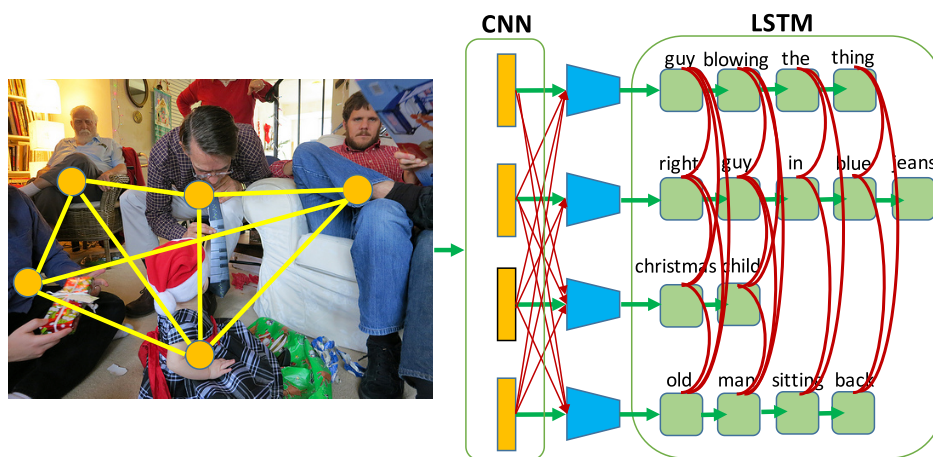 CNN
LSTM
guy blowing the thing
right guy in blue jeans
christmas child
old man sitting back